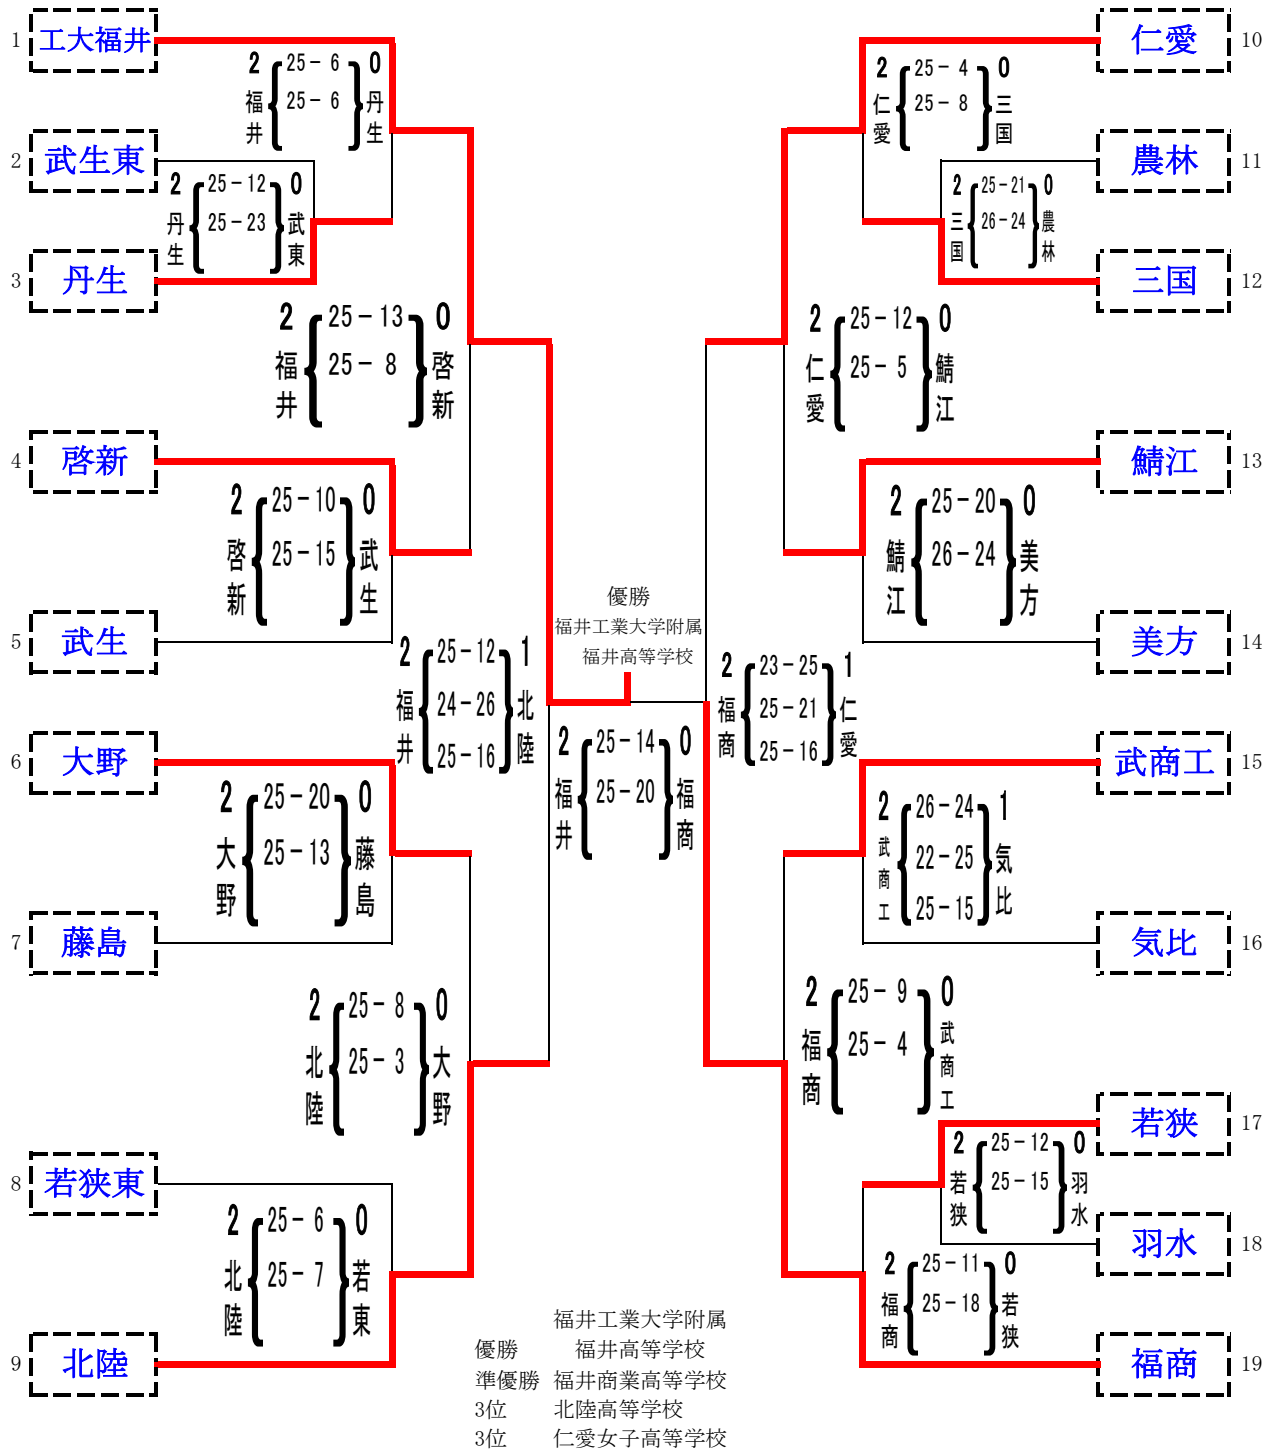 1 工大福井
2 武生東
3 丹生
4 啓新
5 武生
6 大野
7 藤島
8 若狭東
9 北陸
仁愛 10
農林 11
三国 12
鯖江 13
美方 14
武商工 15
気比 16
若狭 17
羽水 18
福商 19
2 25－ 6 0
福井 25－ 6 丹生
2 25－12 0
丹生 25－23 武東
2 25－13 0
福井 25－ 8 啓新
2 25－10 0
啓新 25－15 武生
2 25－12 1
福井 24－26 北陸
25－16
2 25－20 0
大野 25－13 藤島
2 25－ 8 0
北陸 25－ 3 大野
2 25－ 6 0
北陸 25－ 7 若東
優勝
福井工業大学附属
福井高等学校
2 25－14 0
福井 25－20 福商
2 25－ 4 0
仁愛 25－ 8 三国
2 25－21 0
三国 26－24 農林
2 25－12 0
仁愛 25－ 5 鯖江
2 25－20 0
鯖江 26－24 美方
2 23－25 1
福商 25－21 仁愛
25－16
2 26－24 1
武商工 22－25 気比
25－15
2 25－ 9 0
福商 25－ 4 武商工
2 25－12 0
若狭 25－15 羽水
2 25－11 0
福商 25－18 若狭
福井工業大学附属
優勝 福井高等学校
準優勝 福井商業高等学校
3位 北陸高等学校
3位 仁愛女子高等学校